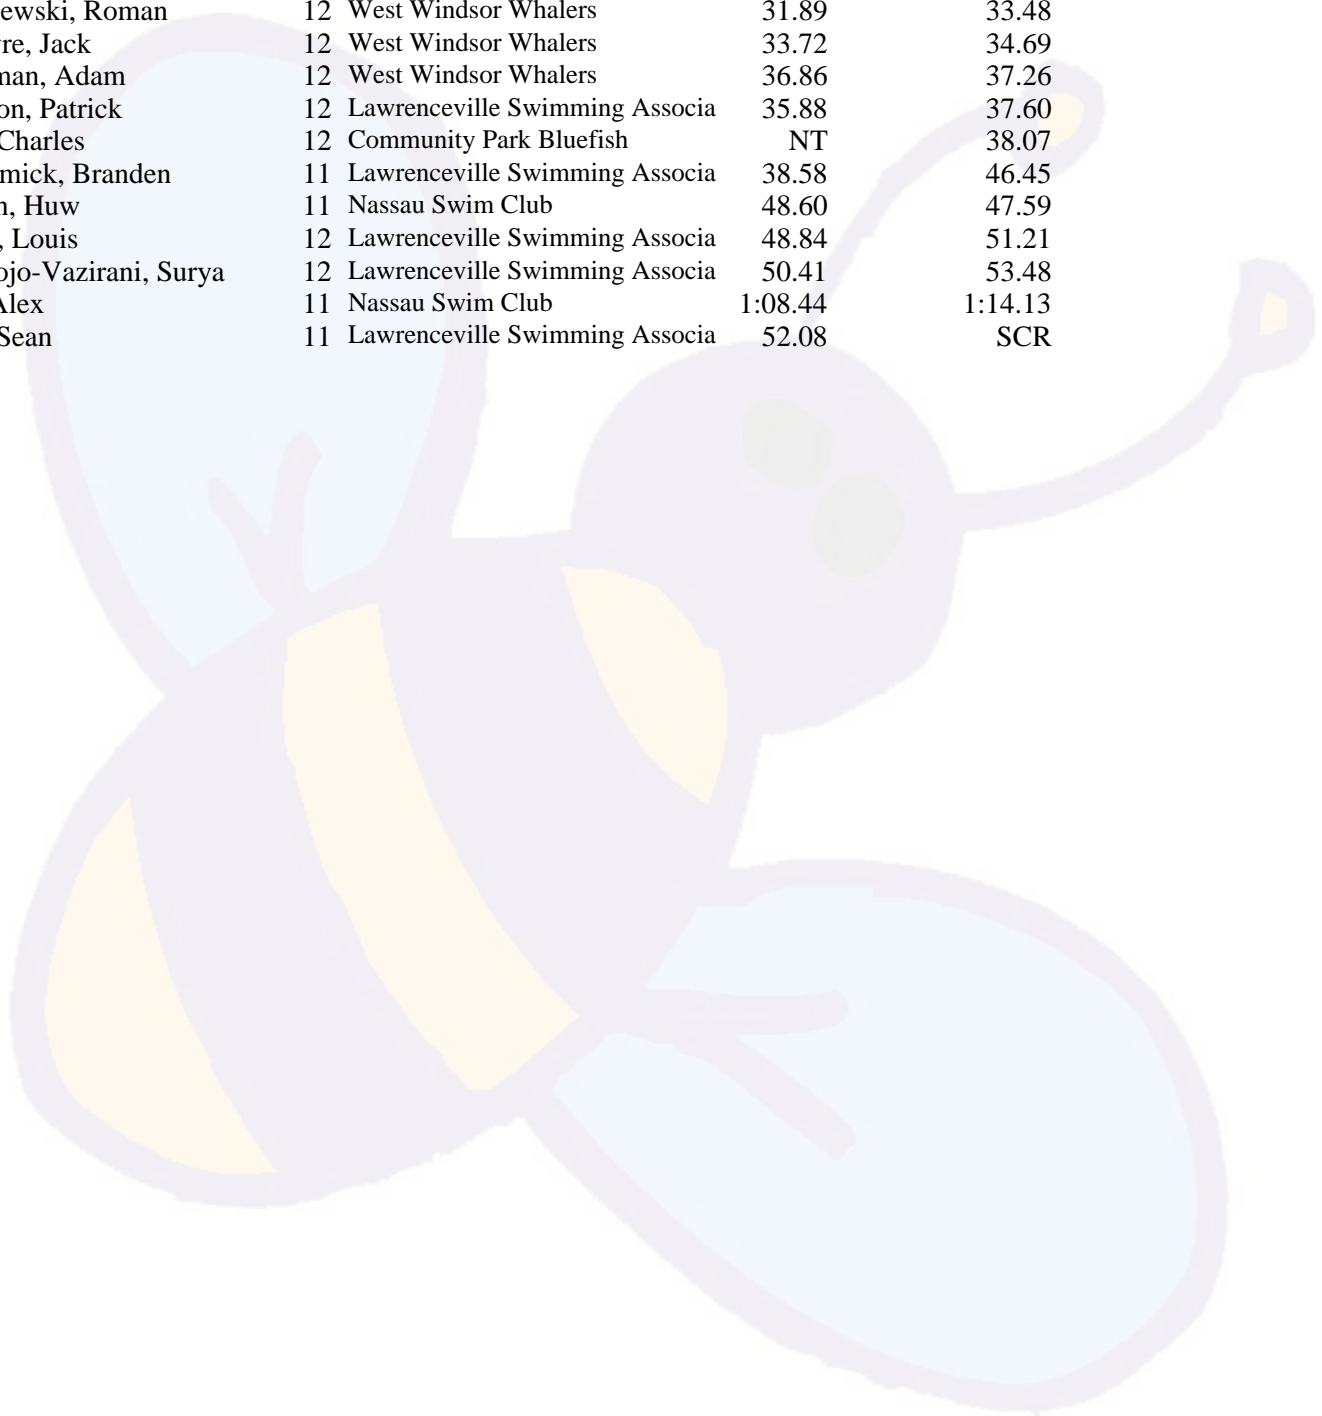 ewski, Roman 12 West Windsor Whalers 31.89 33.48
re, Jack 12 West Windsor Whalers 33.72 34.69
man, Adam 12 West Windsor Whalers 36.86 37.26
on, Patrick 12 Lawrenceville Swimming Associa 35.88 37.60
Charles 12 Community Park Bluefish NT 38.07
mick, Branden 11 Lawrenceville Swimming Associa 38.58 46.45
n, Huw 11 Nassau Swim Club 48.60 47.59
, Louis 12 Lawrenceville Swimming Associa 48.84 51.21
ojo-Vazirani, Surya 12 Lawrenceville Swimming Associa 50.41 53.48
Alex 11 Nassau Swim Club 1:08.44 1:14.13
Sean 11 Lawrenceville Swimming Associa 52.08 SCR